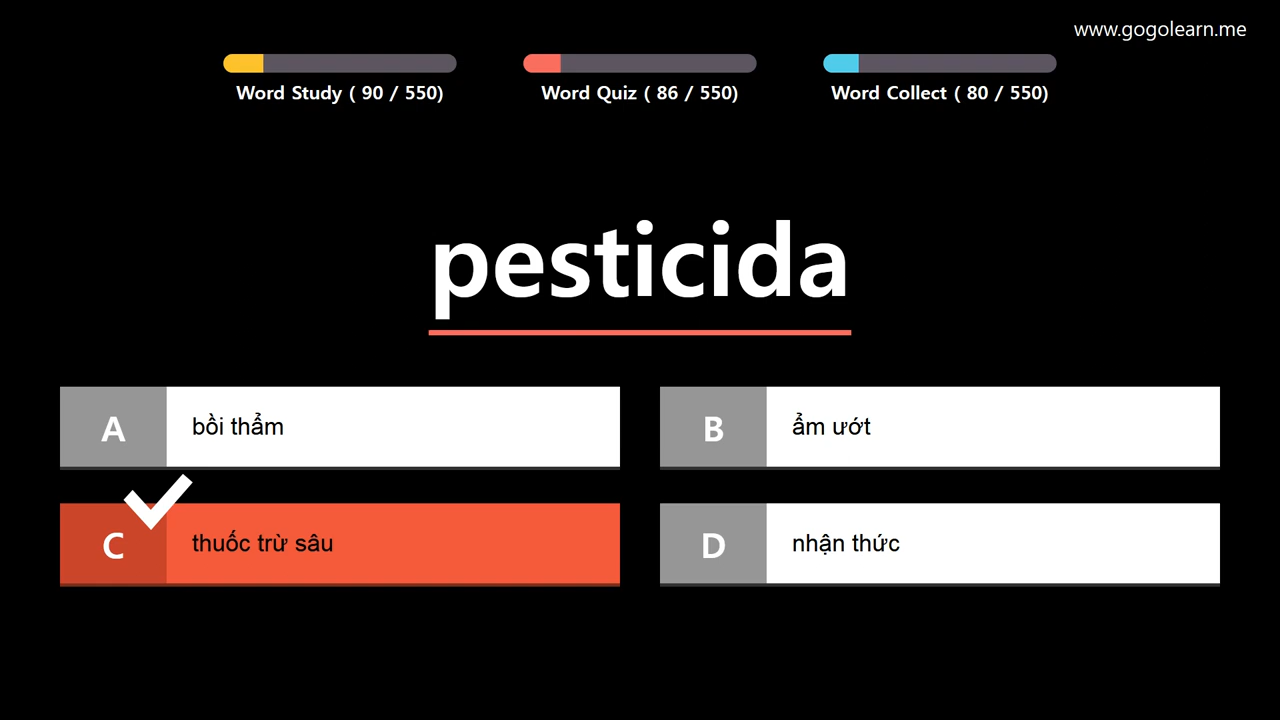 www.gogolearn.me
Word Study ( 90 / 550)
Word Quiz ( 86 / 550)
Word Collect ( 80 / 550)
pesticida
A bồi thẩm
B ẩm ướt
C thuốc trừ sâu
D nhận thức